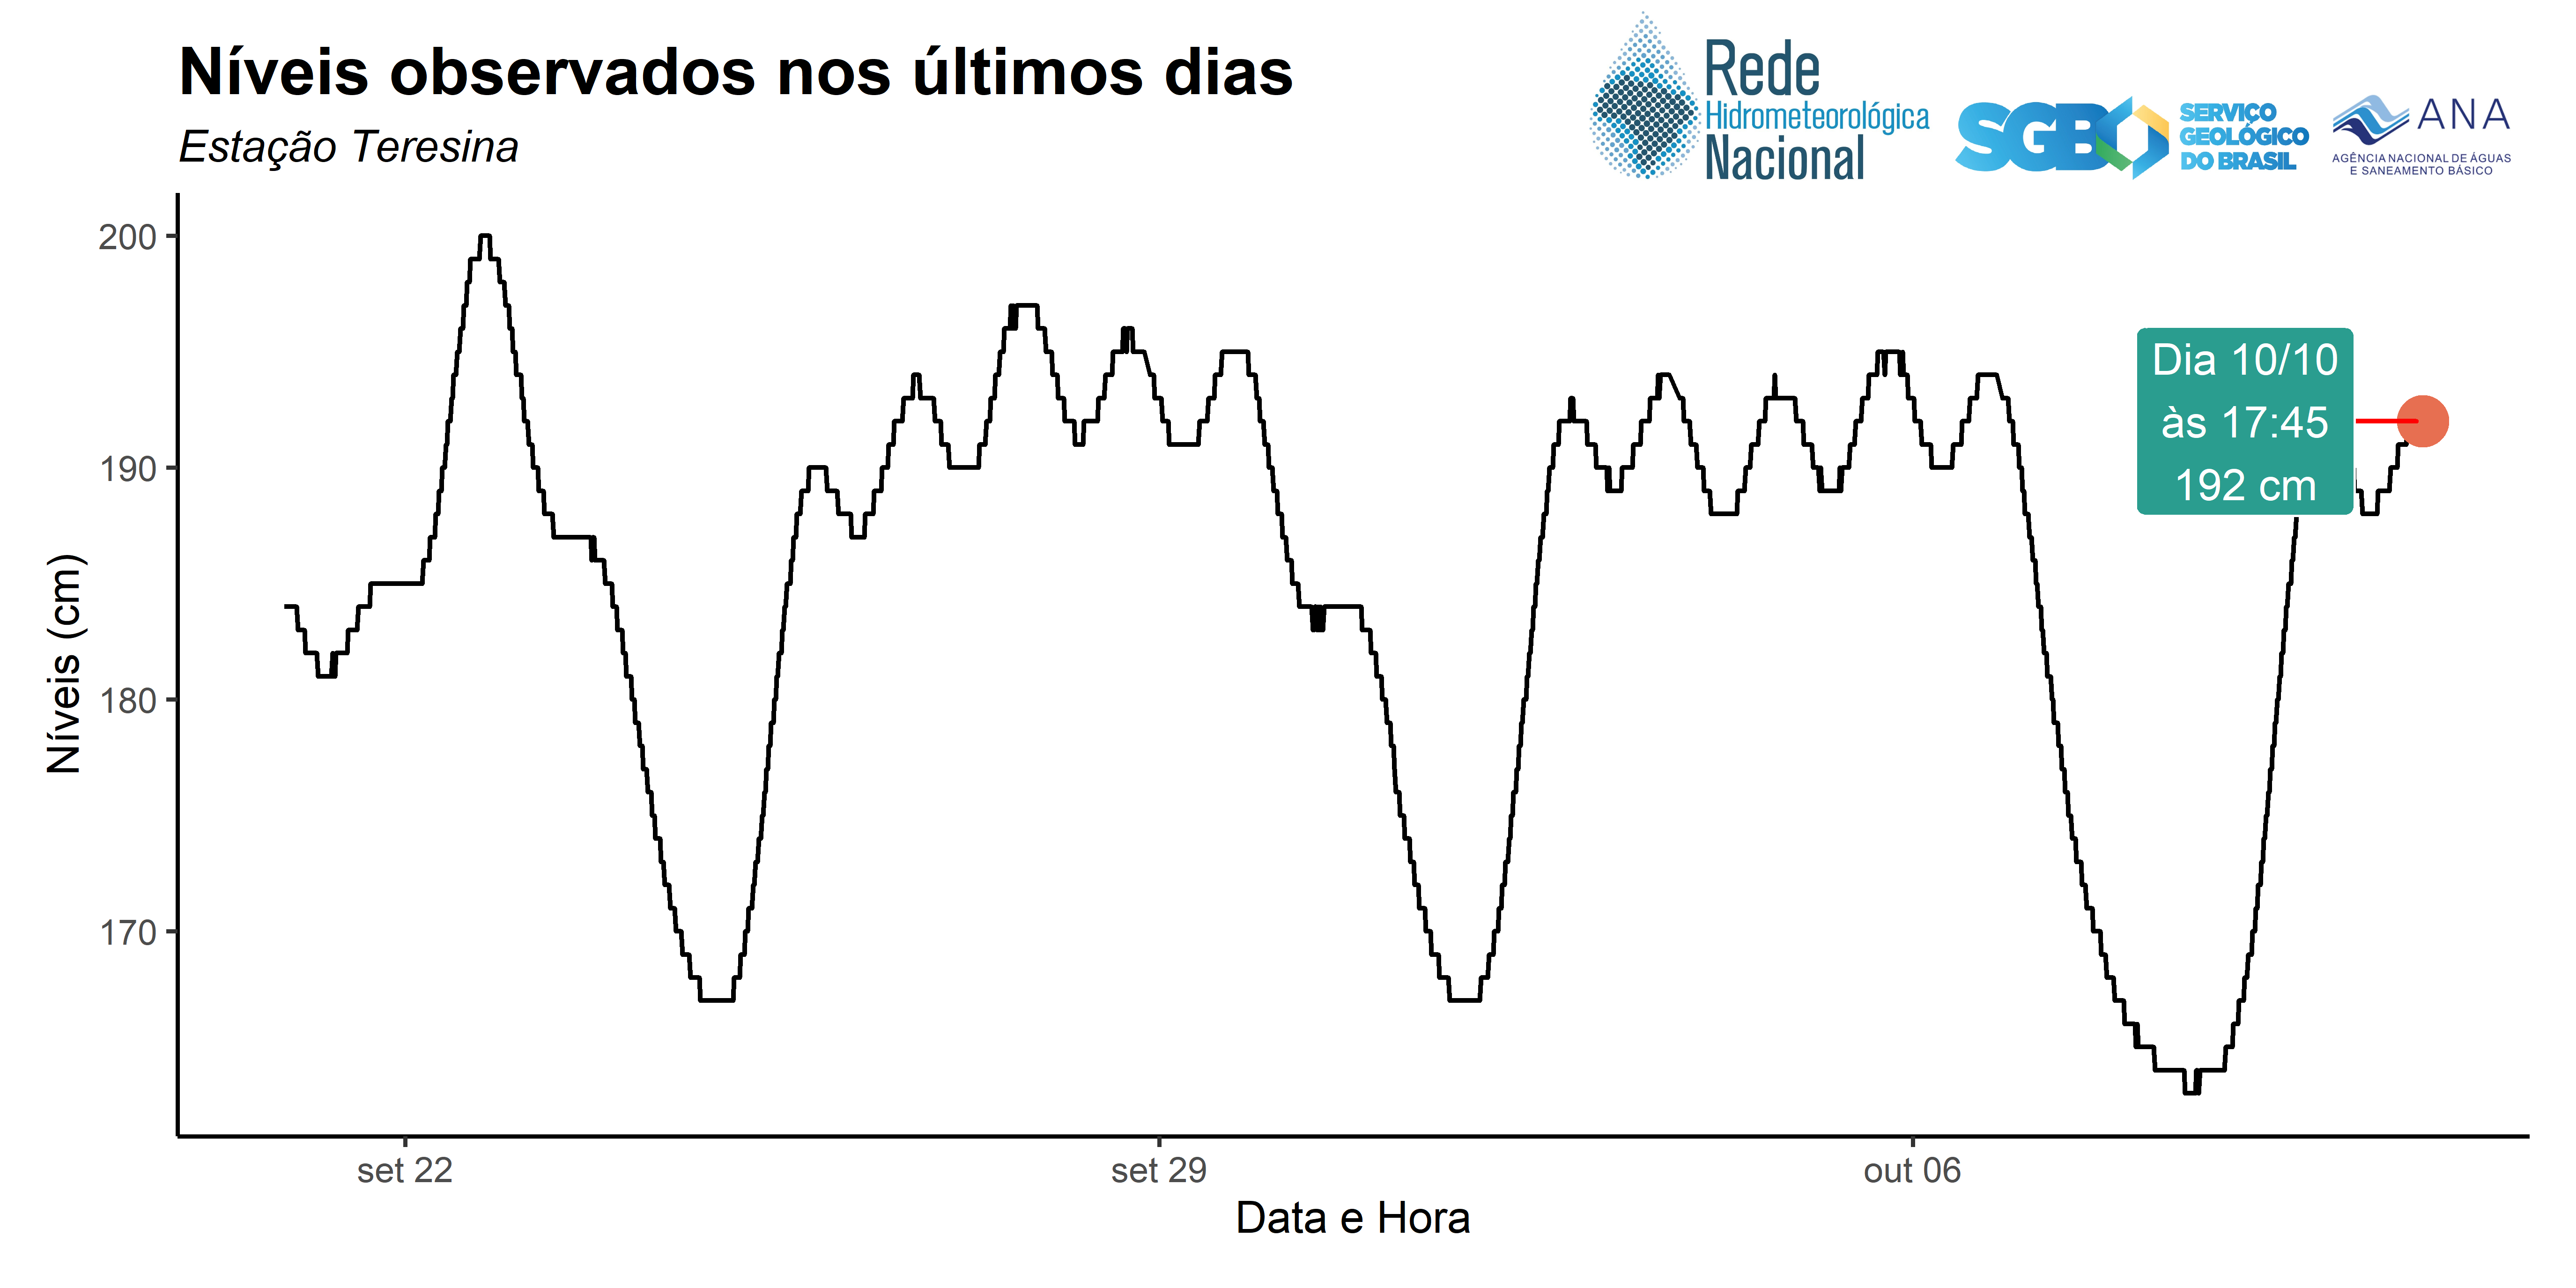 Níveis observados nos últimos dias
Estação Teresina
Rede
Hidrometeorológica
Nacional
SGB
SERVIÇO
GEOLÓGICO
DO BRASIL
ANA
AGÊNCIA NACIONAL DE ÁGUAS
E SANEAMENTO BÁSICO
Níveis (cm)
200
190
180
170
Dia 10/10
às 17:45
192 cm
set 22
set 29
out 06
Data e Hora